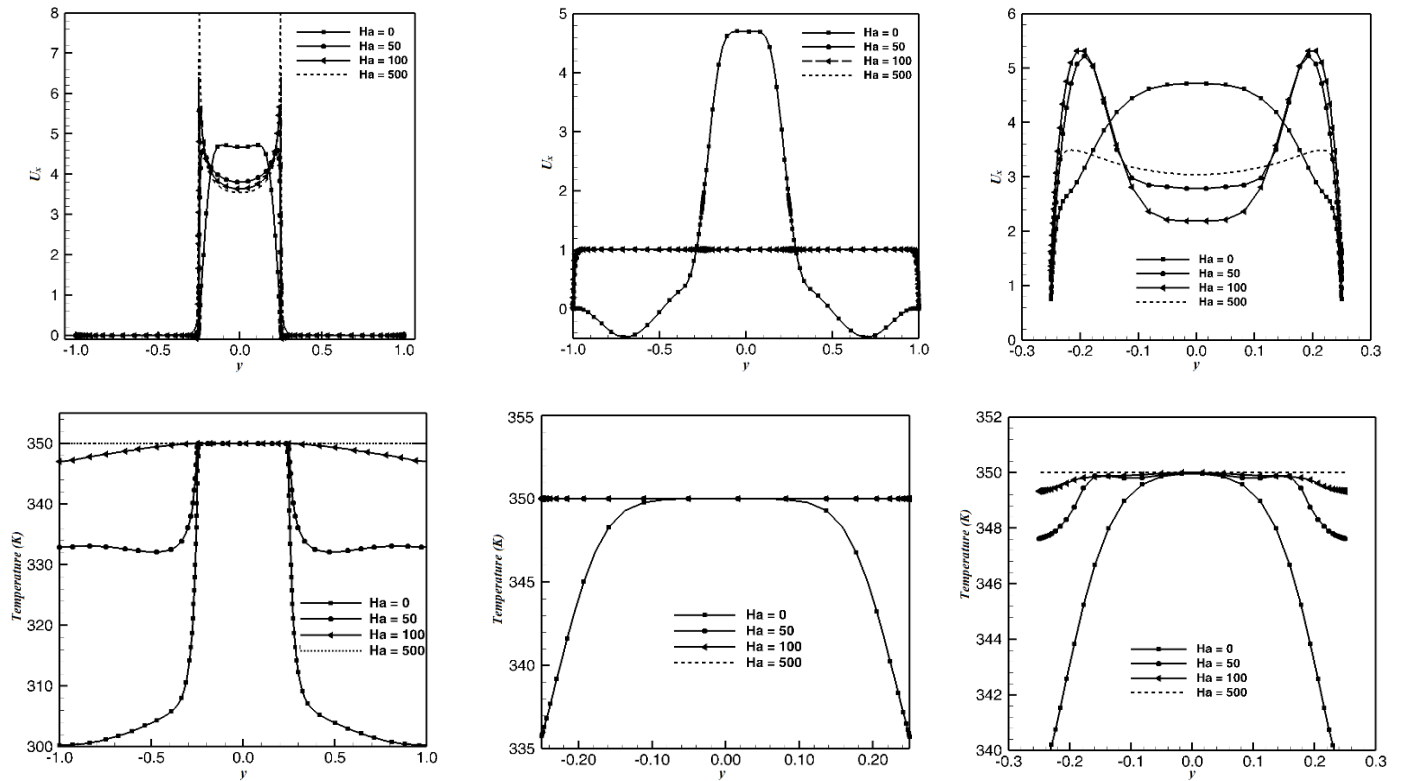 8
7
6
5
4
3
2
1
0
Uₓ
Ha = 0
Ha = 50
Ha = 100
Ha = 500
-1.0 -0.5 0.0 0.5 1.0
y
5
4
3
2
1
0
Uₓ
Ha = 0
Ha = 50
Ha = 100
Ha = 500
-1.0 -0.5 0.0 0.5 1.0
y
6
5
4
3
2
1
0
Uₓ
Ha = 0
Ha = 50
Ha = 100
Ha = 500
-0.3 -0.2 -0.1 0.0 0.1 0.2 0.3
y
350
340
330
320
310
300
Temperature (K)
Ha = 0
Ha = 50
Ha = 100
Ha = 500
-1.0 -0.5 0.0 0.5 1.0
y
355
350
345
340
335
Temperature (K)
Ha = 0
Ha = 50
Ha = 100
Ha = 500
-0.20 -0.10 0.00 0.10 0.20
y
352
350
348
346
344
342
340
Temperature (K)
Ha = 0
Ha = 50
Ha = 100
Ha = 500
-0.3 -0.2 -0.1 0.0 0.1 0.2 0.3
y